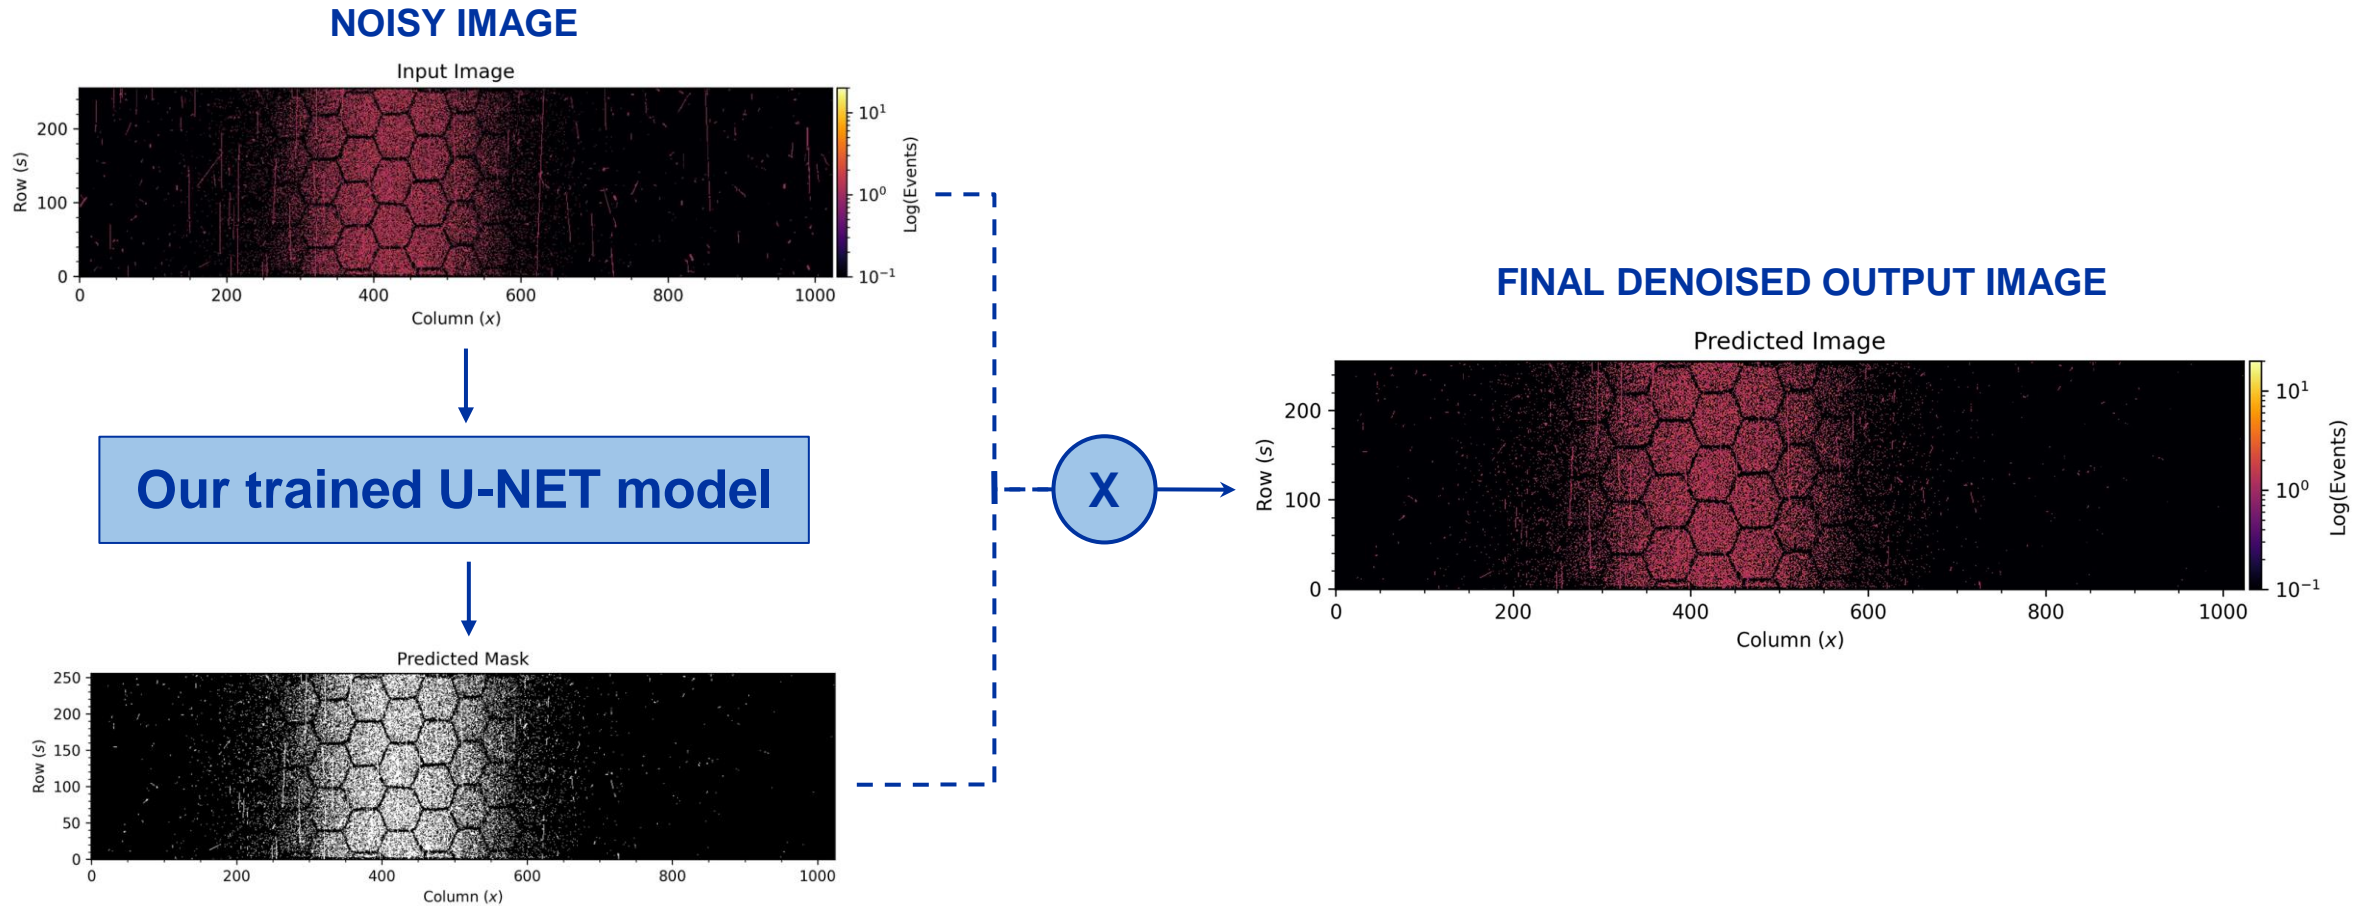 NOISY IMAGE
Input Image
200
100
0
Row (s)
0 200 400 600 800 1000
Column (x)
10¹
10⁰
10⁻¹
Log(Events)
Our trained U-NET model
Predicted Mask
250
200
150
100
50
0
Row (s)
0 200 400 600 800 1000
Column (x)
X
FINAL DENOISED OUTPUT IMAGE
Predicted Image
200
100
0
Row (s)
0 200 400 600 800 1000
Column (x)
10¹
10⁰
10⁻¹
Log(Events)